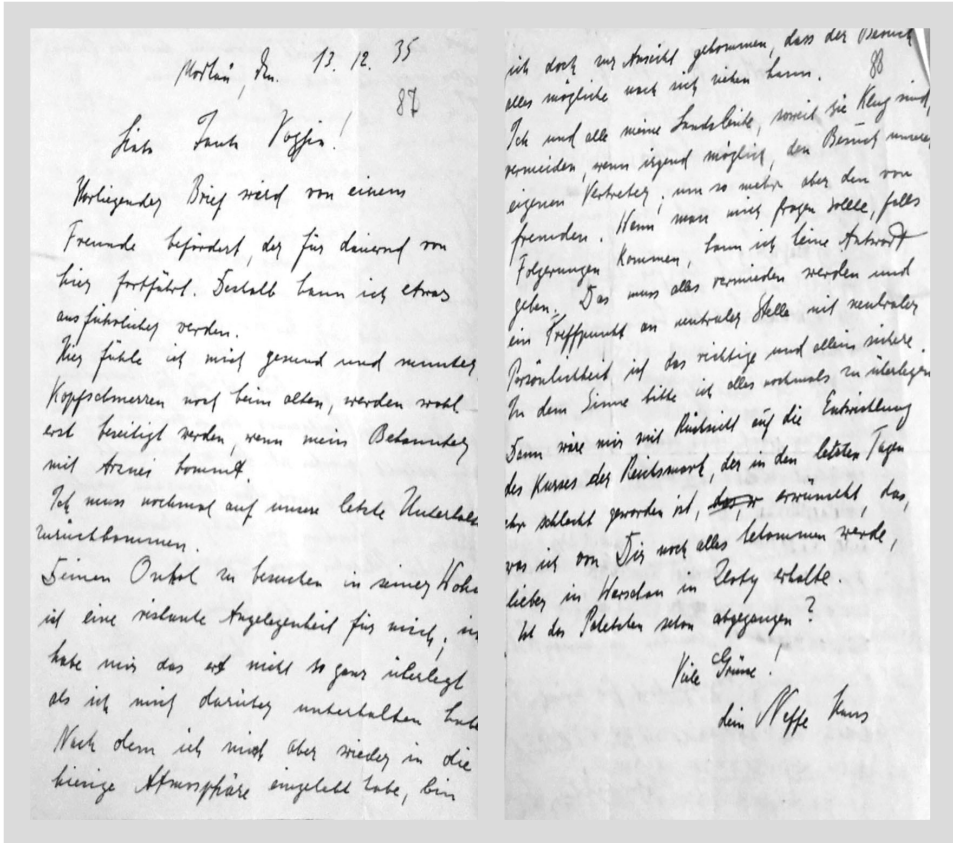 Modlau, den 13.12.35
87
Liebe Tante
Vorliegender Brief ward von einem
Freunde befördert, der für dauernd von
hier fortfährt. Deshalb kann ich etwas
ausführlicher werden.
Hier fühle ich mich gesund und munter,
Kopfschmerzen noch beim alten, werden wohl
erst beseitigt werden, wenn mein Bekannter
mit Arznei kommt
Ich muss nochmal auf unsere letzte Unterhalt
zurückkommen.
Deinen Onkel zu besuchen in seiner Wohn
ist eine riskante Angelegenheit für mich, ich
habe mir das erst nicht so ganz überlegt
als ich mich darüber unterhalten habe
Nach dem ich mich aber wieder in die
hiesige Atmosphäre eingelebt habe, bin
ich doch zur Ansicht gekommen, dass der Besuch
88
alles mögliche nach sich ziehen kann.
Ich und alle meine Landsleute, soweit sie klug sind,
vermeiden, wenn irgend möglich, den Besuch unserer
eigenen Vertreter, um so mehr aber den von
fremden. Wenn man mich fragen sollte, falls
Folgerungen kommen, kann ich keine Antwort
geben. Das muss alles vermieden werden und
ein Treffpunkt an neutraler Stelle mit neutraler
Persönlichkeit ist das richtige und allein sichere
In dem Sinne bitte ich alles nochmals zu überlegen
Dann wäre mir mit Rücksicht auf die Entwicklung
des Kurses der Reichsmark, der in den letzten Tagen
sehr schlecht geworden ist, erwünscht, das,
was ich von Dir noch alles bekommen werde,
lieber in Warschau in Zloty erhalte.
Ist das Paketchen schon abgegangen?
Viele Grüsse!
dein Neffe Hans